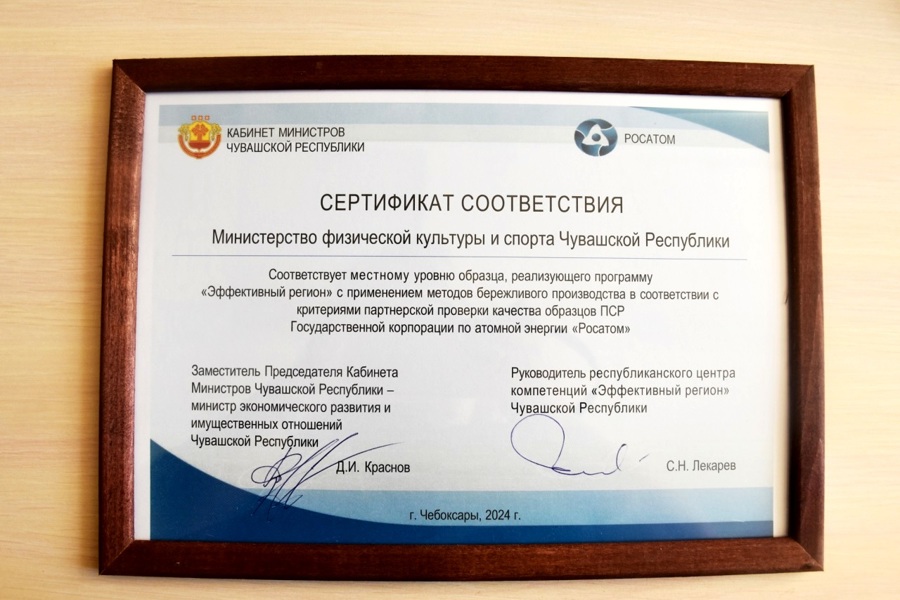 КАБИНЕТ МИНИСТРОВ
ЧУВАШСКОЙ РЕСПУБЛИКИ
РОСАТОМ
СЕРТИФИКАТ СООТВЕТСТВИЯ
Министерство физической культуры и спорта Чувашской Республики
Соответствует местному уровню образца, реализующего программу
«Эффективный регион» с применением методов бережливого производства в соответствии с
критериями партнерской проверки качества образцов ПСР
Государственной корпорации по атомной энергии «Росатом»
Заместитель Председателя Кабинета
Министров Чувашской Республики –
министр экономического развития и
имущественных отношений
Чувашской Республики
Д.И. Краснов
Руководитель республиканского центра
компетенций «Эффективный регион»
Чувашской Республики
С.Н. Лекарев
г. Чебоксары, 2024 г.